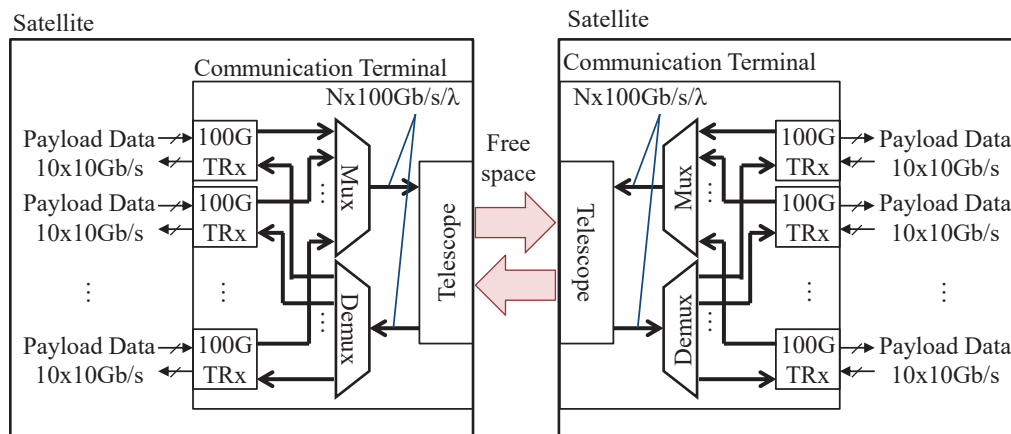 Satellite
Communication Terminal
Nx100Gb/s/λ
Payload Data
10x10Gb/s
100G
TRx
Payload Data
10x10Gb/s
100G
TRx
⋮
⋮
Payload Data
10x10Gb/s
100G
TRx
Mux
...
Demux
...
Telescope
Free
space
Satellite
Communication Terminal
Nx100Gb/s/λ
Telescope
Mux
...
Demux
...
100G
TRx
Payload Data
10x10Gb/s
100G
TRx
Payload Data
10x10Gb/s
⋮
⋮
100G
TRx
Payload Data
10x10Gb/s